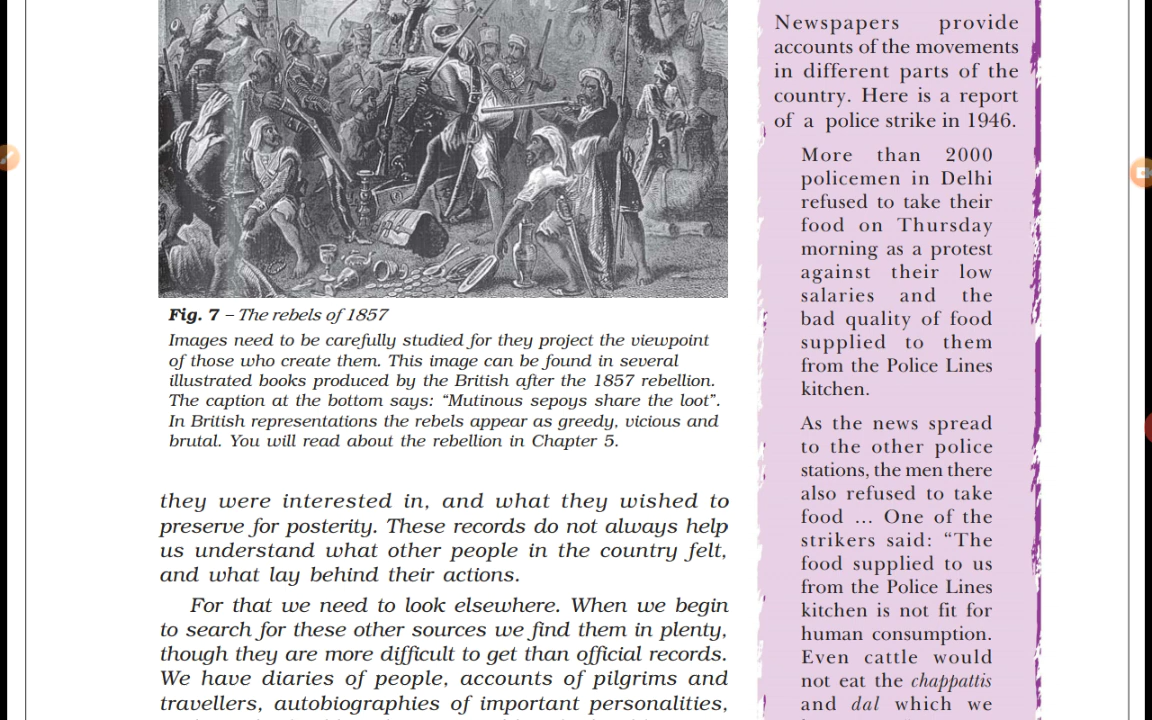 Fig. 7 – The rebels of 1857
Images need to be carefully studied for they project the viewpoint
of those who create them. This image can be found in several
illustrated books produced by the British after the 1857 rebellion.
The caption at the bottom says: “Mutinous sepoys share the loot”.
In British representations the rebels appear as greedy, vicious and
brutal. You will read about the rebellion in Chapter 5.
they were interested in, and what they wished to
preserve for posterity. These records do not always help
us understand what other people in the country felt,
and what lay behind their actions.
For that we need to look elsewhere. When we begin
to search for these other sources we find them in plenty,
though they are more difficult to get than official records.
We have diaries of people, accounts of pilgrims and
travellers, autobiographies of important personalities,
Newspapers provide
accounts of the movements
in different parts of the
country. Here is a report
of a police strike in 1946.
More than 2000
policemen in Delhi
refused to take their
food on Thursday
morning as a protest
against their low
salaries and the
bad quality of food
supplied to them
from the Police Lines
kitchen.
As the news spread
to the other police
stations, the men there
also refused to take
food ... One of the
strikers said: “The
food supplied to us
from the Police Lines
kitchen is not fit for
human consumption.
Even cattle would
not eat the chappattis
and dal which we